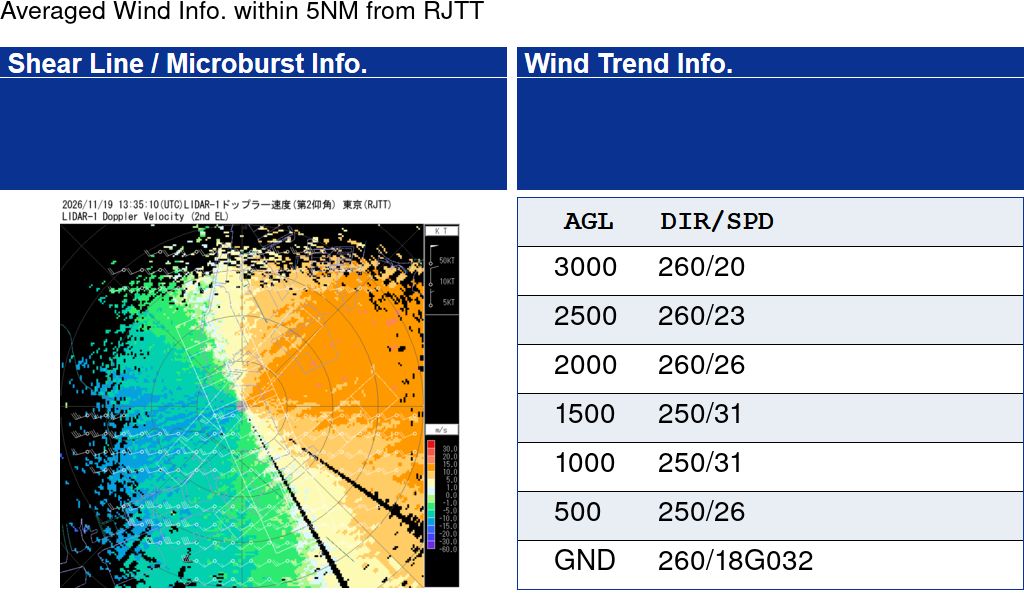 Averaged Wind Info. within 5NM from RJTT
Shear Line / Microburst Info.
Wind Trend Info.
2026/11/19 13:35:10(UTC)LIDAR-1ドップラー速度(第2仰角) 東京(RJTT)
LIDAR-1 Doppler Velocity (2nd EL)
KT
50KT
10KT
5KT
m/s
30.0
20.0
15.0
10.0
5.0
1.0
0.0
-1.0
-5.0
-10.0
-15.0
-20.0
-30.0
-60.0
AGL DIR/SPD
3000 260/20
2500 260/23
2000 260/26
1500 250/31
1000 250/31
500 250/26
GND 260/18G032